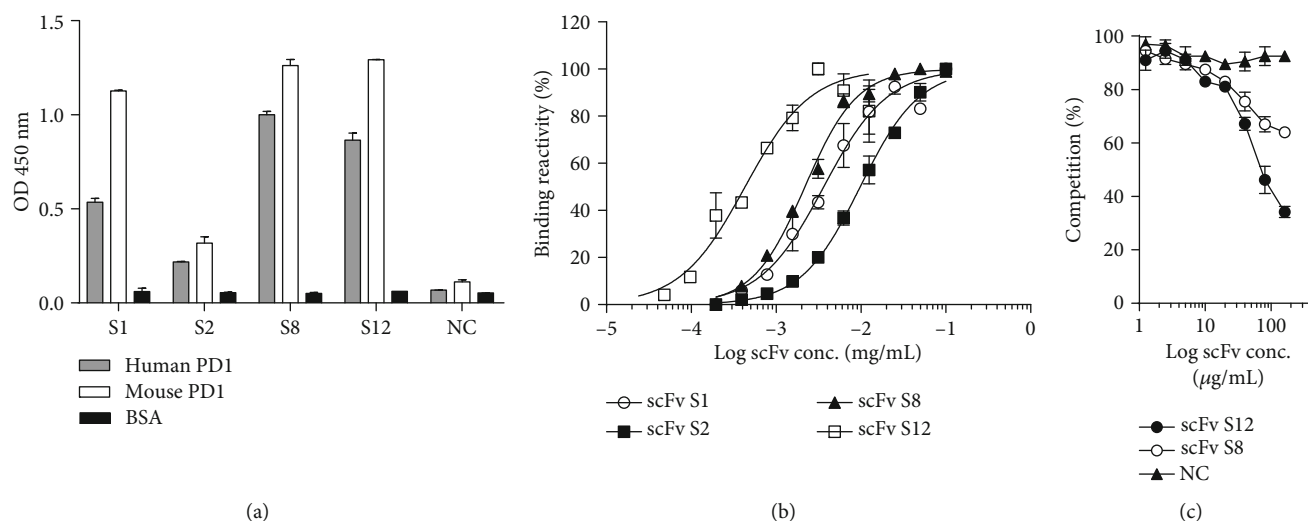 OD 450 nm
1.5
1.0
0.5
0.0
S1
S2
S8
S12
NC
Human PD1
Mouse PD1
BSA
(a)
Binding reactivity (%)
120
100
80
60
40
20
0
−5
−4
−3
−2
−1
0
Log scFv conc. (mg/mL)
scFv S1
scFv S2
scFv S8
scFv S12
(b)
Competition (%)
100
80
60
40
20
0
1
10
100
Log scFv conc.
(μg/mL)
scFv S12
scFv S8
NC
(c)